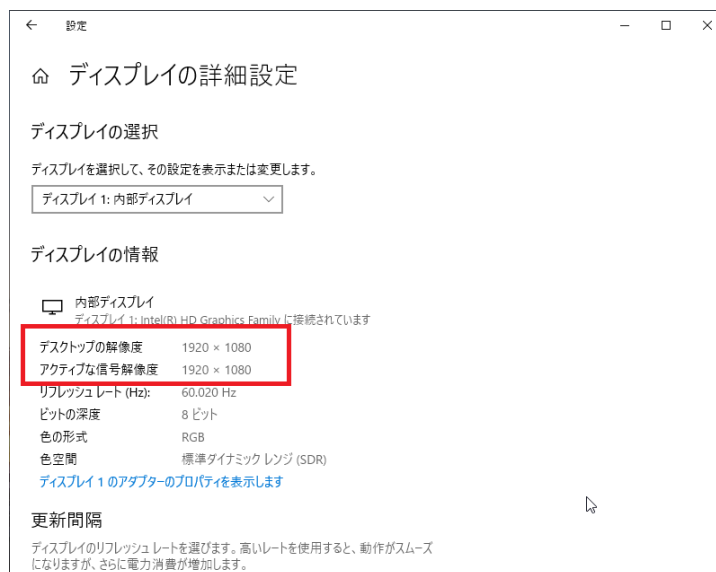 設定
ディスプレイの詳細設定
ディスプレイの選択
ディスプレイを選択して、その設定を表示または変更します。
ディスプレイ 1: 内部ディスプレイ
ディスプレイの情報
内部ディスプレイ
ディスプレイ 1: Intel(R) HD Graphics Family に接続されています
デスクトップの解像度 1920 × 1080
アクティブな信号解像度 1920 × 1080
リフレッシュ レート (Hz): 60.020 Hz
ビットの深度 8 ビット
色の形式 RGB
色空間 標準ダイナミック レンジ (SDR)
ディスプレイ 1 のアダプターのプロパティを表示します
更新間隔
ディスプレイのリフレッシュ レートを選びます。高いレートを使用すると、動作がスムーズ
になりますが、さらに電力消費が増加します。